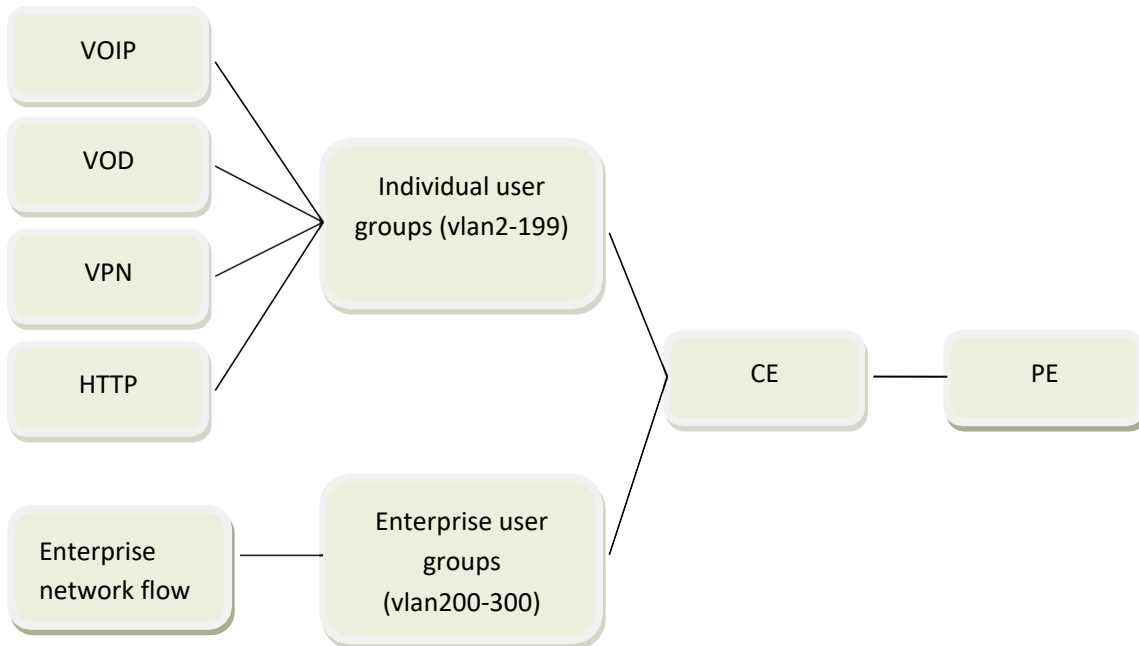 VOIP
VOD
VPN
HTTP
Individual user
groups (vlan2-199)
CE
PE
Enterprise
network flow
Enterprise user
groups
(vlan200-300)